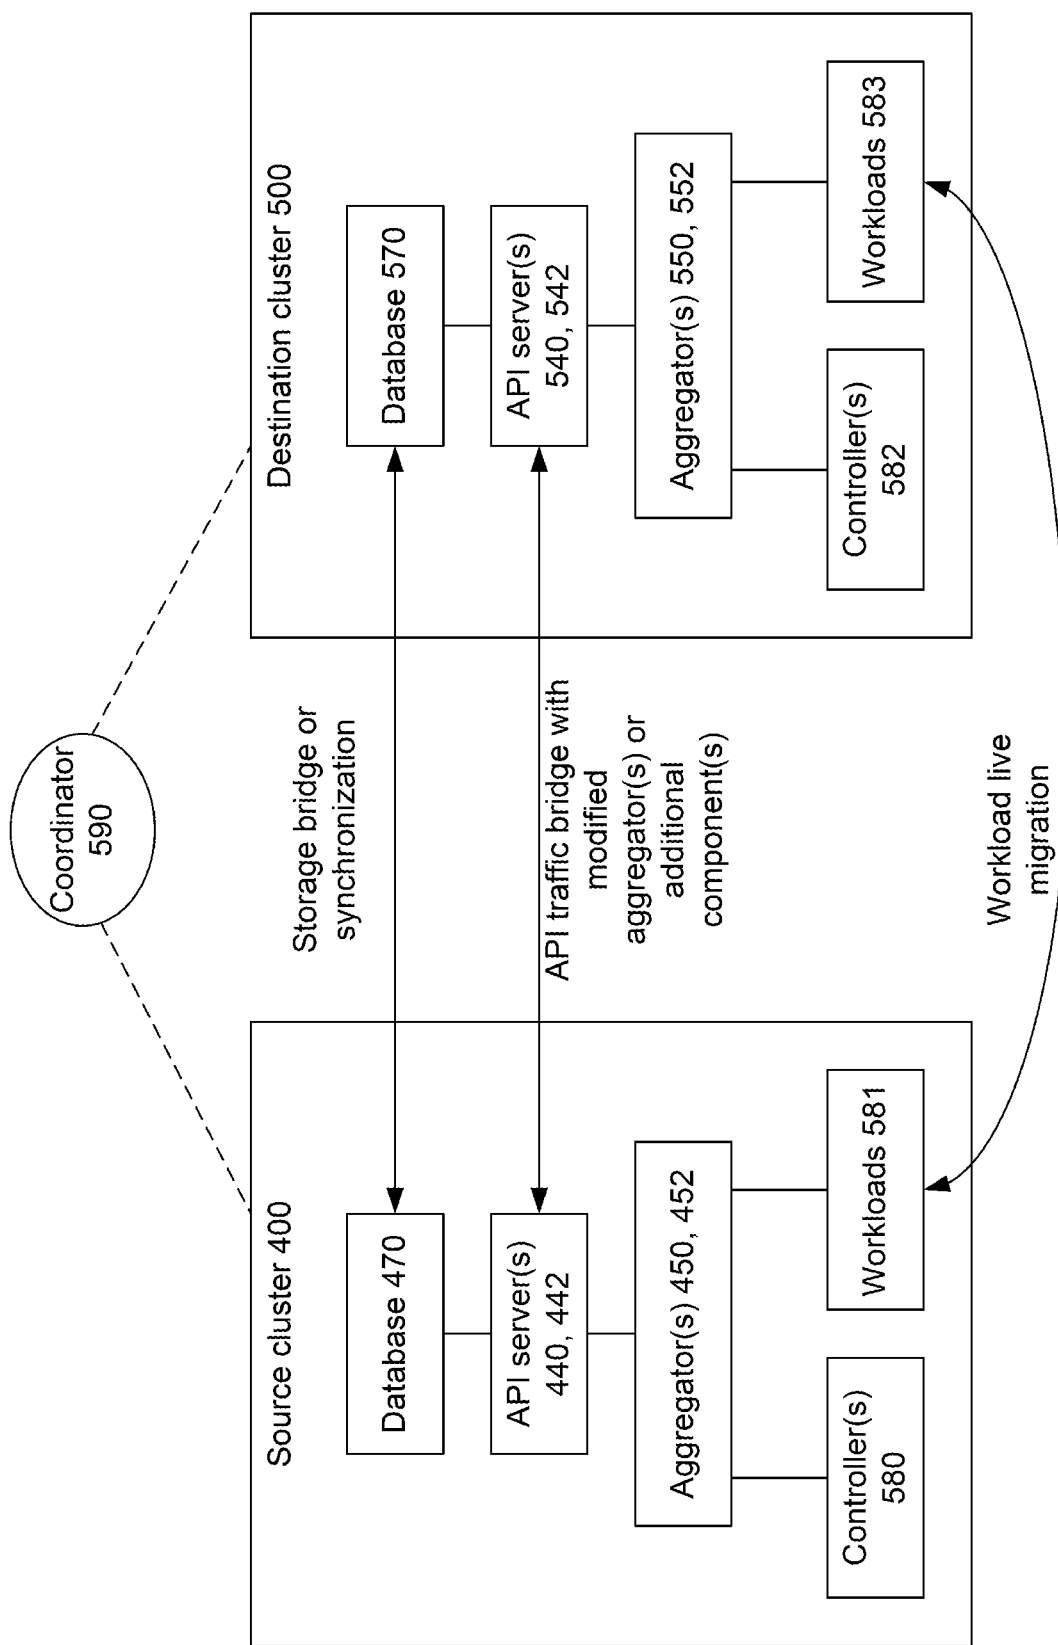 Coordinator
590
Source cluster 400
Database 470
API server(s)
440, 442
Aggregator(s) 450, 452
Controller(s)
580
Workloads 581
Storage bridge or
synchronization
API traffic bridge with
modified
aggregator(s) or
additional
component(s)
Workload live
migration
Destination cluster 500
Database 570
API server(s)
540, 542
Aggregator(s) 550, 552
Controller(s)
582
Workloads 583